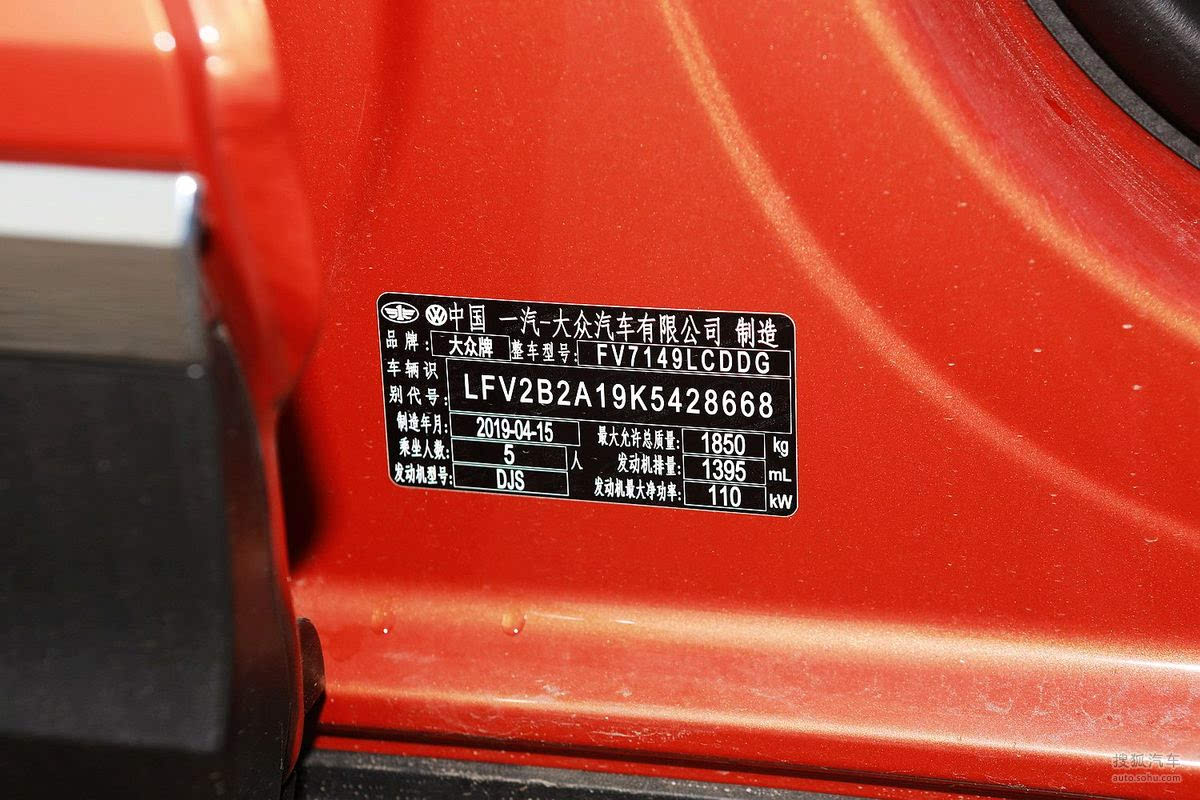 中国 一汽-大众汽车有限公司 制造
品牌: 大众牌 整车型号: FV7149LCDDG
车辆识别代号: LFV2B2A19K5428668
制造年月: 2019-04-15 最大允许总质量: 1850 kg
乘坐人数: 5 人 发动机排量: 1395 mL
发动机型号: DJS 发动机最大净功率: 110 kW
搜狐汽车
auto.sohu.com